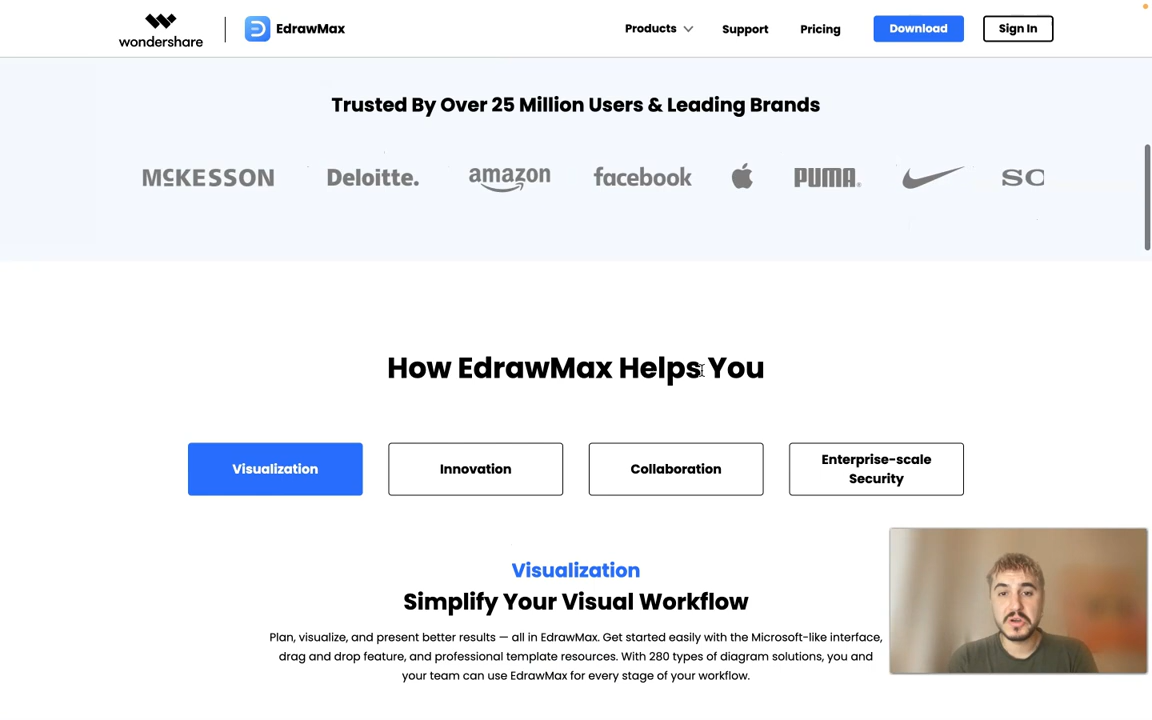 wondershare
EdrawMax
Products
Support
Pricing
Download
Sign In
Trusted By Over 25 Million Users & Leading Brands
MCKESSON
Deloitte.
amazon
facebook
PUMA®
SO
How EdrawMax Helps You
Visualization
Innovation
Collaboration
Enterprise-scale
Security
Visualization
Simplify Your Visual Workflow
Plan, visualize, and present better results — all in EdrawMax. Get started easily with the Microsoft-like interface,
drag and drop feature, and professional template resources. With 280 types of diagram solutions, you and
your team can use EdrawMax for every stage of your workflow.